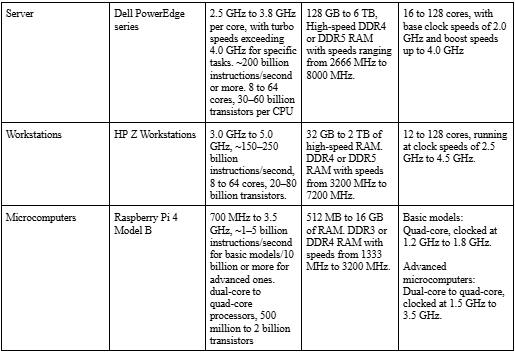 Server
Dell PowerEdge
series
2.5 GHz to 3.8 GHz
per core, with turbo
speeds exceeding
4.0 GHz for specific
tasks. ~200 billion
instructions/second
or more. 8 to 64
cores, 30–60 billion
transistors per CPU
128 GB to 6 TB,
High-speed DDR4
or DDR5 RAM
with speeds ranging
from 2666 MHz to
8000 MHz.
16 to 128 cores, with
base clock speeds of 2.0
GHz and boost speeds
up to 4.0 GHz
Workstations
HP Z Workstations
3.0 GHz to 5.0
GHz, ~150–250
billion
instructions/second,
8 to 64 cores, 20–80
billion transistors.
32 GB to 2 TB of
high-speed RAM.
DDR4 or DDR5
RAM with speeds
from 3200 MHz to
7200 MHz.
12 to 128 cores, running
at clock speeds of 2.5
GHz to 4.5 GHz.
Microcomputers
Raspberry Pi 4
Model B
700 MHz to 3.5
GHz, ~1–5 billion
instructions/second
for basic models/10
billion or more for
advanced ones.
dual-core to
quad-core
processors, 500
million to 2 billion
transistors
512 MB to 16 GB
of RAM. DDR3 or
DDR4 RAM with
speeds from 1333
MHz to 3200 MHz.
Basic models:
Quad-core, clocked at
1.2 GHz to 1.8 GHz.
Advanced
microcomputers:
Dual-core to quad-core,
clocked at 1.5 GHz to
3.5 GHz.